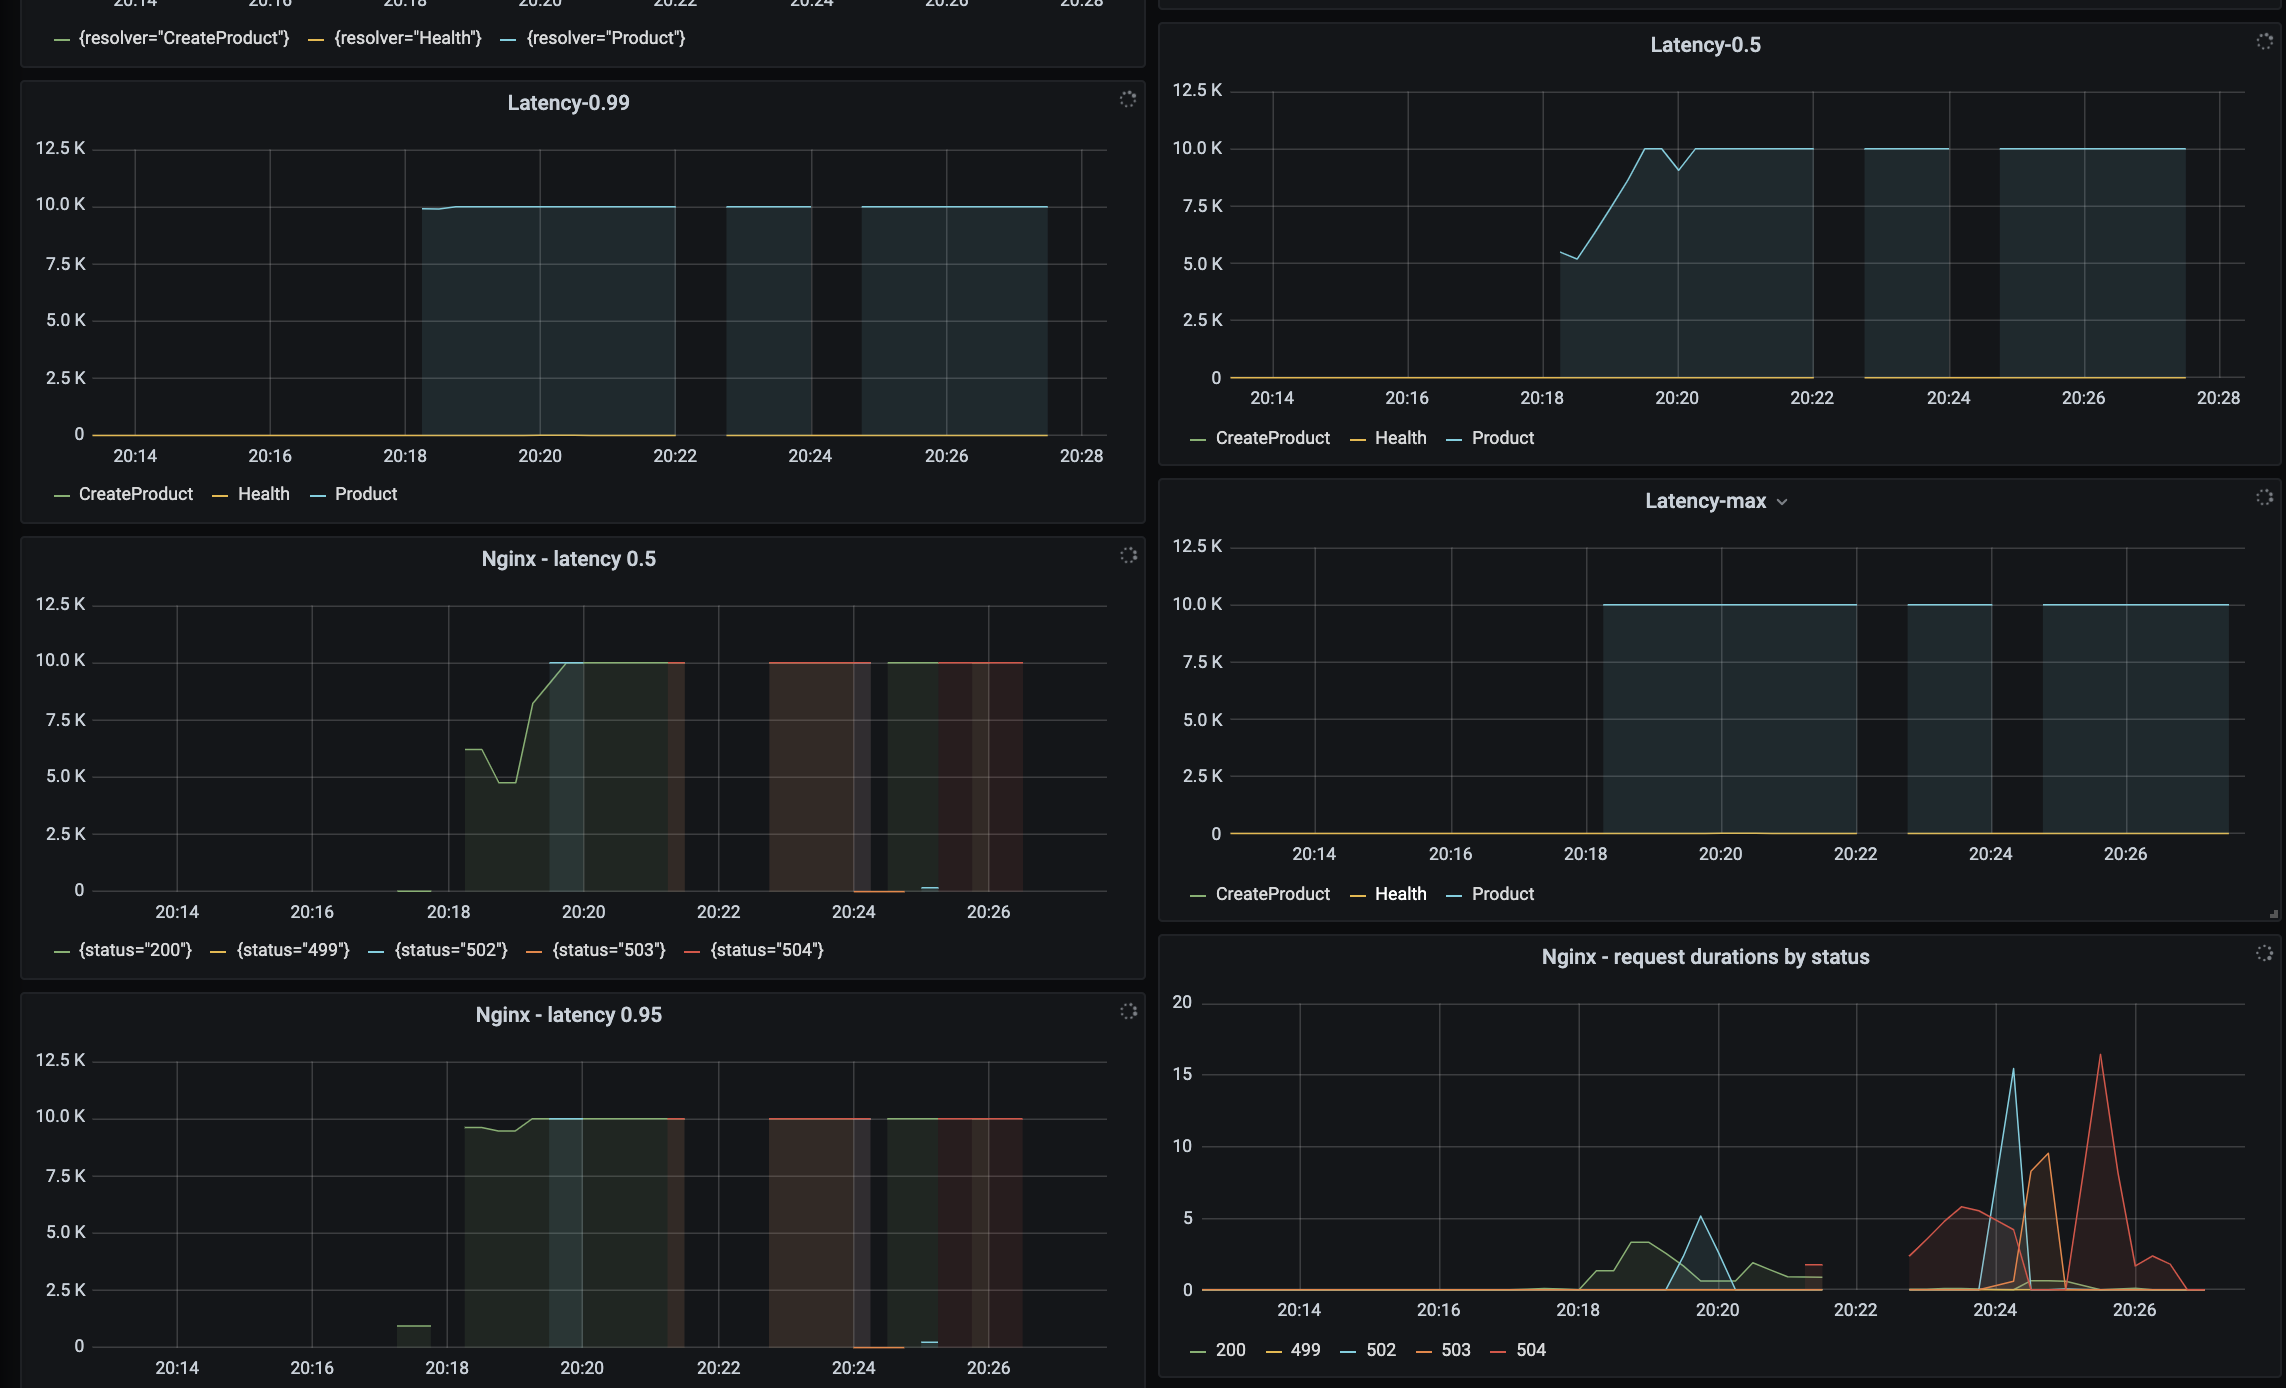 20:14 20:16 20:18 20:20 20:22 20:24 20:26 20:28
{resolver="CreateProduct"} {resolver="Health"} {resolver="Product"}
Latency-0.99
12.5 K
10.0 K
7.5 K
5.0 K
2.5 K
0
20:14 20:16 20:18 20:20 20:22 20:24 20:26 20:28
CreateProduct Health Product
Nginx - latency 0.5
12.5 K
10.0 K
7.5 K
5.0 K
2.5 K
0
20:14 20:16 20:18 20:20 20:22 20:24 20:26
{status="200"} {status="499"} {status="502"} {status="503"} {status="504"}
Nginx - latency 0.95
12.5 K
10.0 K
7.5 K
5.0 K
2.5 K
0
20:14 20:16 20:18 20:20 20:22 20:24 20:26
Latency-0.5
12.5 K
10.0 K
7.5 K
5.0 K
2.5 K
0
20:14 20:16 20:18 20:20 20:22 20:24 20:26 20:28
CreateProduct Health Product
Latency-max
12.5 K
10.0 K
7.5 K
5.0 K
2.5 K
0
20:14 20:16 20:18 20:20 20:22 20:24 20:26
CreateProduct Health Product
Nginx - request durations by status
20
15
10
5
0
20:14 20:16 20:18 20:20 20:22 20:24 20:26
200 499 502 503 504